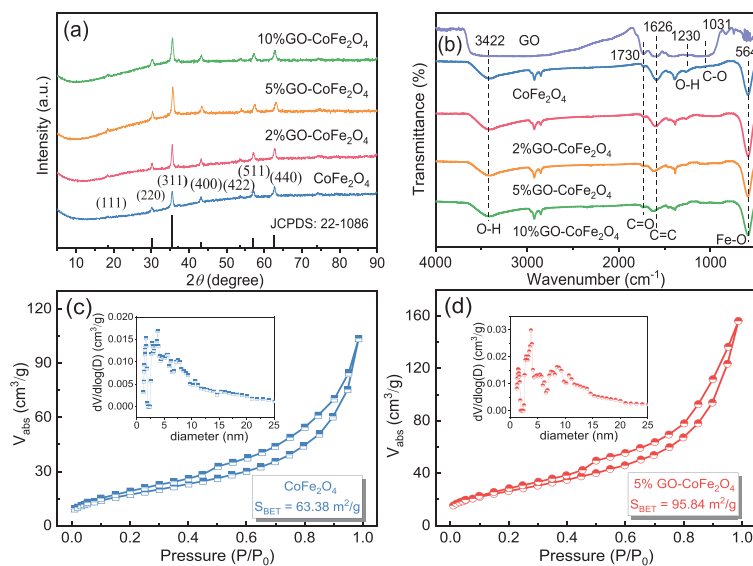 (a)
10%GO-CoFe₂O₄
5%GO-CoFe₂O₄
2%GO-CoFe₂O₄
(111)
(220)
(311)
(400)
(422)
(511)
(440)
CoFe₂O₄
JCPDS: 22-1086
Intensity (a.u.)
0 10 20 30 40 50 60 70 80 90
2θ (degree)
(b)
3422
GO
1730
1626
1230
1031
564
CoFe₂O₄
O-H
C-O
2%GO-CoFe₂O₄
5%GO-CoFe₂O₄
O-H
10%GO-CoFe₂O₄
C=O
C=C
Fe-O
Transmittance (%)
4000 3000 2000 1000
Wavenumber (cm⁻¹)
(c)
120
90
60
30
0
V_abs (cm³/g)
0.020
0.015
0.010
0.005
0.000
dV/dlog(D) (cm³/g)
0 5 10 15 20 25
diameter (nm)
CoFe₂O₄
S_BET = 63.38 m²/g
0.0 0.2 0.4 0.6 0.8 1.0
Pressure (P/P₀)
(d)
160
120
80
40
0
V_abs (cm³/g)
0.03
0.02
0.01
0.00
dV/dlog(D) (cm³/g)
0 5 10 15 20 25
diameter (nm)
5% GO-CoFe₂O₄
S_BET = 95.84 m²/g
0.0 0.2 0.4 0.6 0.8 1.0
Pressure (P/P₀)